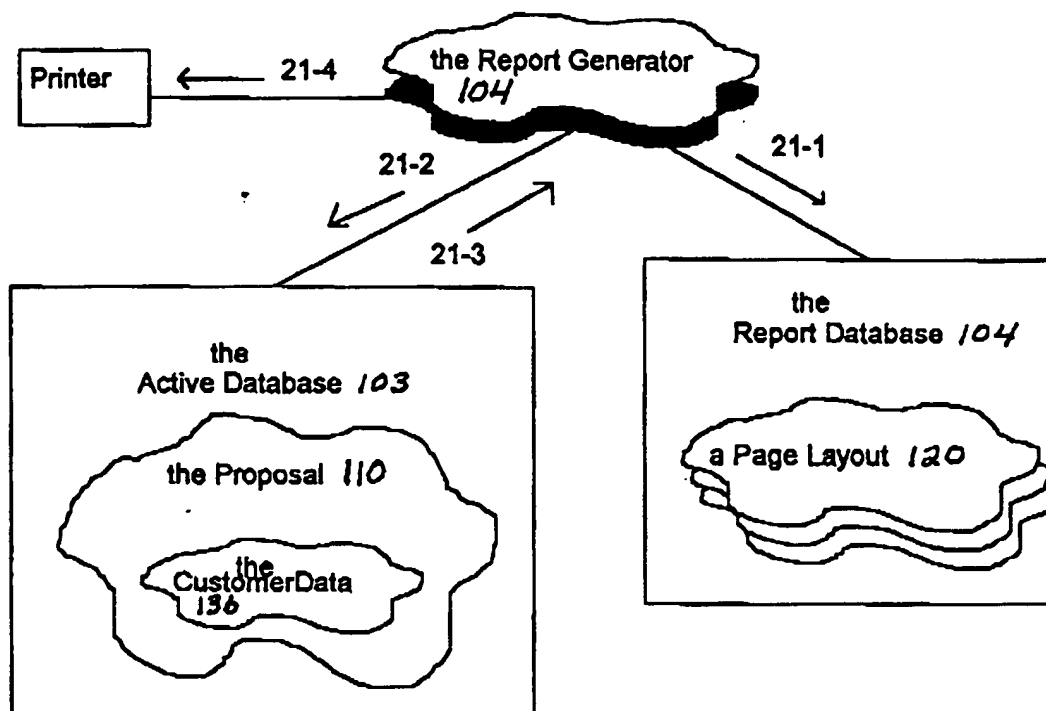 the Report Generator
104
Printer
21-4
21-1
21-2
21-3
the
Active Database 103
the Proposal 110
the
CustomerData
136
the
Report Database 104
a Page Layout 120